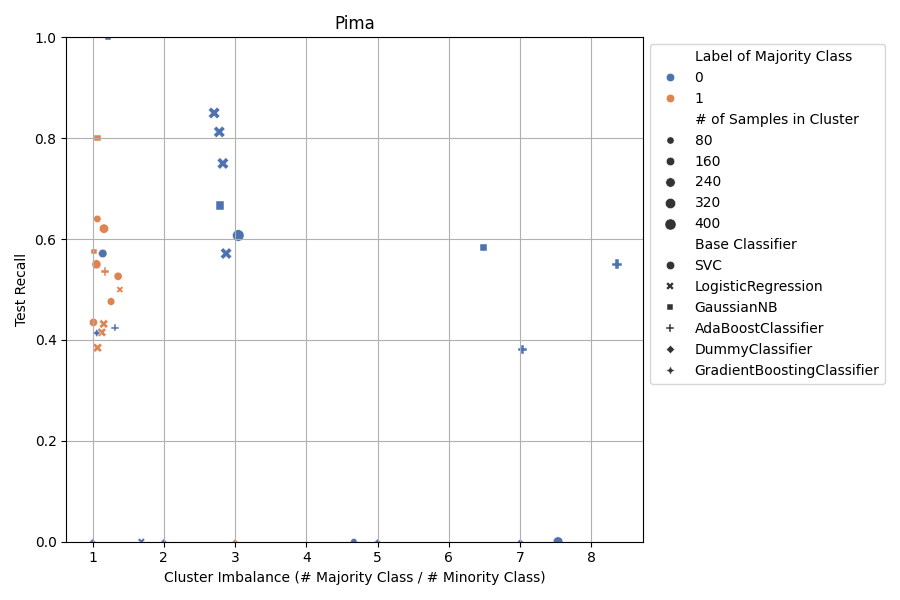 Pima
1.0
0.8
0.6
0.4
0.2
0.0
Test Recall
1 2 3 4 5 6 7 8
Cluster Imbalance (# Majority Class / # Minority Class)
Label of Majority Class
0
1
# of Samples in Cluster
80
160
240
320
400
Base Classifier
SVC
LogisticRegression
GaussianNB
AdaBoostClassifier
DummyClassifier
GradientBoostingClassifier